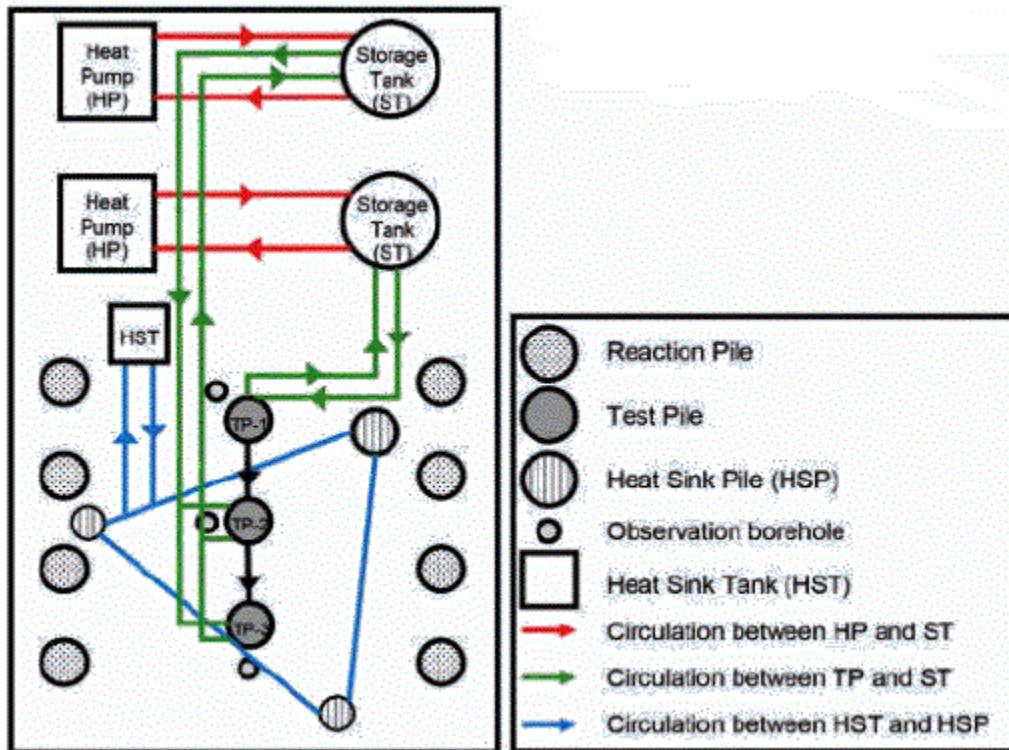 Heat
Pump
(HP)
Storage
Tank
(ST)
Heat
Pump
(HP)
Storage
Tank
(ST)
HST
TP-1
TP-2
TP-3
Reaction Pile
Test Pile
Heat Sink Pile (HSP)
Observation borehole
Heat Sink Tank (HST)
Circulation between HP and ST
Circulation between TP and ST
Circulation between HST and HSP